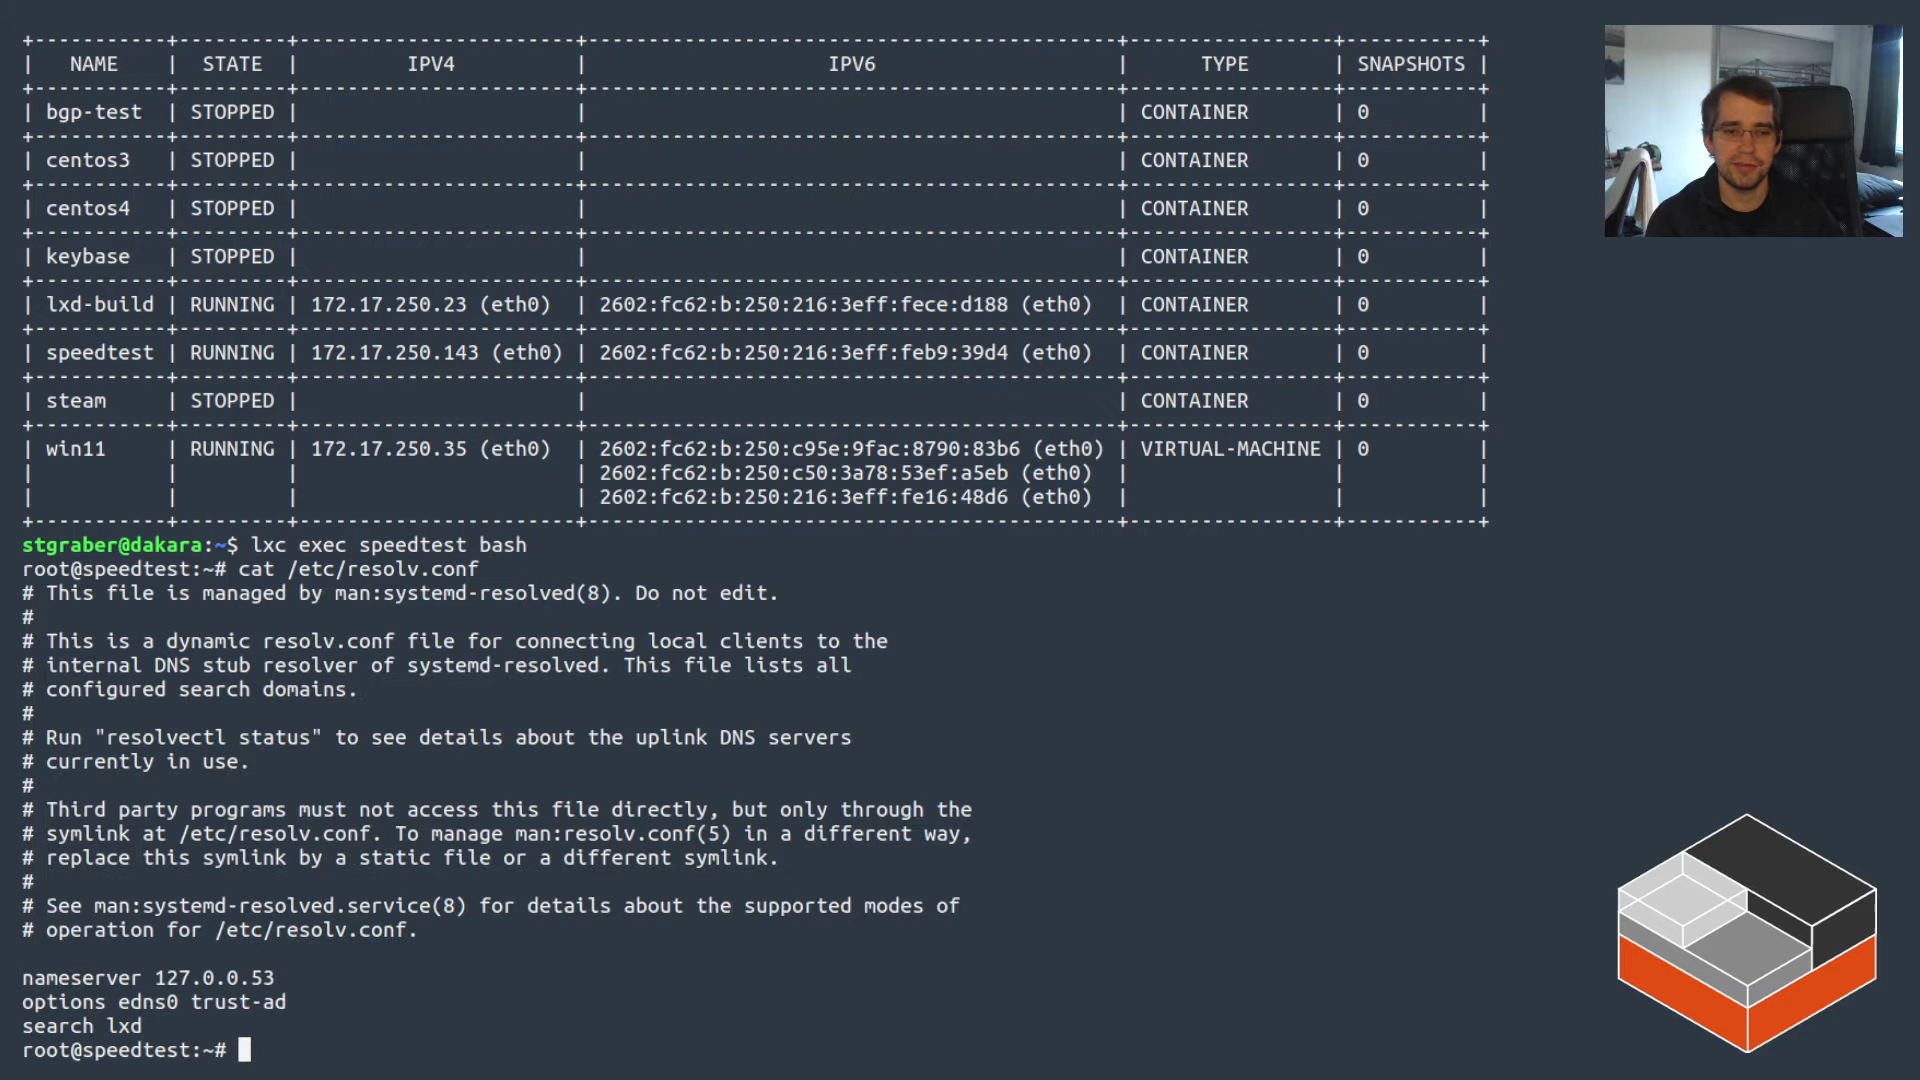 +-----------+---------+-----------------------+--------------------------------------------+-----------------+-----------+
| NAME | STATE | IPV4 | IPV6 | TYPE | SNAPSHOTS |
+-----------+---------+-----------------------+--------------------------------------------+-----------------+-----------+
| bgp-test | STOPPED | | | CONTAINER | 0 |
+-----------+---------+-----------------------+--------------------------------------------+-----------------+-----------+
| centos3 | STOPPED | | | CONTAINER | 0 |
+-----------+---------+-----------------------+--------------------------------------------+-----------------+-----------+
| centos4 | STOPPED | | | CONTAINER | 0 |
+-----------+---------+-----------------------+--------------------------------------------+-----------------+-----------+
| keybase | STOPPED | | | CONTAINER | 0 |
+-----------+---------+-----------------------+--------------------------------------------+-----------------+-----------+
| lxd-build | RUNNING | 172.17.250.23 (eth0) | 2602:fc62:b:250:216:3eff:fece:d188 (eth0) | CONTAINER | 0 |
+-----------+---------+-----------------------+--------------------------------------------+-----------------+-----------+
| speedtest | RUNNING | 172.17.250.143 (eth0) | 2602:fc62:b:250:216:3eff:feb9:39d4 (eth0) | CONTAINER | 0 |
+-----------+---------+-----------------------+--------------------------------------------+-----------------+-----------+
| steam | STOPPED | | | CONTAINER | 0 |
+-----------+---------+-----------------------+--------------------------------------------+-----------------+-----------+
| win11 | RUNNING | 172.17.250.35 (eth0) | 2602:fc62:b:250:c95e:9fac:8790:83b6 (eth0) | VIRTUAL-MACHINE | 0 |
| | | | 2602:fc62:b:250:c50:3a78:53ef:a5eb (eth0) | | |
| | | | 2602:fc62:b:250:216:3eff:fe16:48d6 (eth0) | | |
+-----------+---------+-----------------------+--------------------------------------------+-----------------+-----------+
stgraber@dakara:~$ lxc exec speedtest bash
root@speedtest:~# cat /etc/resolv.conf
# This file is managed by man:systemd-resolved(8). Do not edit.
#
# This is a dynamic resolv.conf file for connecting local clients to the
# internal DNS stub resolver of systemd-resolved. This file lists all
# configured search domains.
#
# Run "resolvectl status" to see details about the uplink DNS servers
# currently in use.
#
# Third party programs must not access this file directly, but only through the
# symlink at /etc/resolv.conf. To manage man:resolv.conf(5) in a different way,
# replace this symlink by a static file or a different symlink.
#
# See man:systemd-resolved.service(8) for details about the supported modes of
# operation for /etc/resolv.conf.

nameserver 127.0.0.53
options edns0 trust-ad
search lxd
root@speedtest:~#